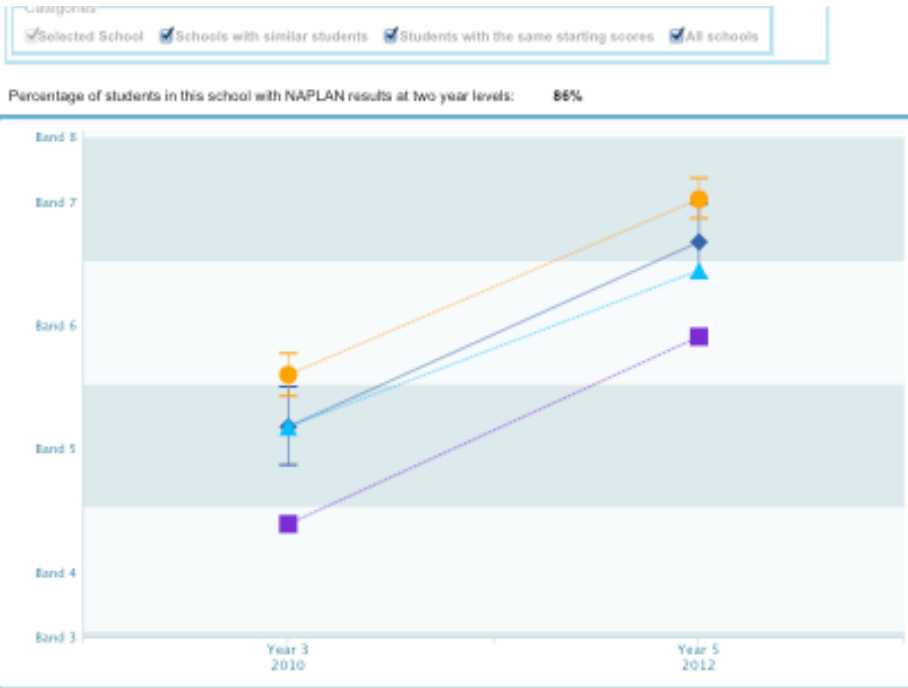 Categories
Selected School Schools with similar students Students with the same starting scores All schools
Percentage of students in this school with NAPLAN results at two year levels: 86%
Band 8
Band 7
Band 6
Band 5
Band 4
Band 3
Year 3 Year 5
2010 2012